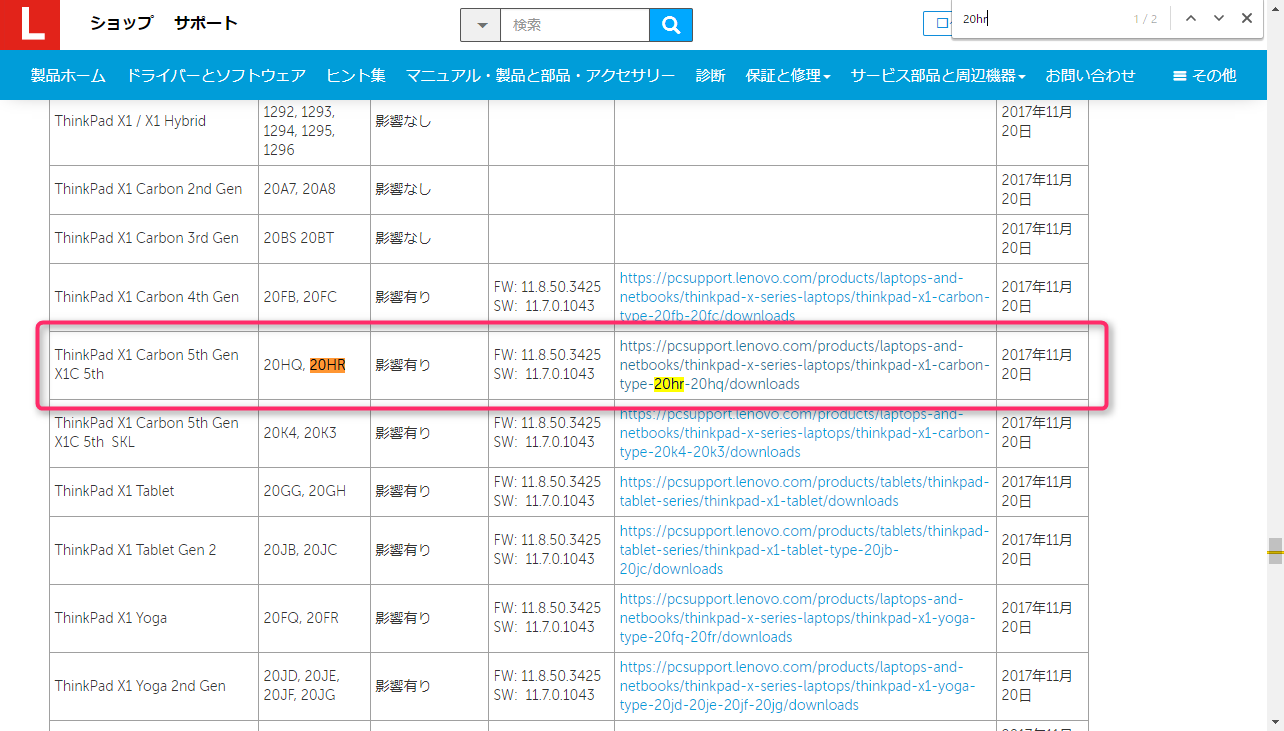 L
ショップ サポート
検索
ロ
20hr
1 / 2
製品ホーム ドライバーとソフトウェア ヒント集 マニュアル・製品と部品・アクセサリー 診断 保証と修理 サービス部品と周辺機器 お問い合わせ その他
ThinkPad X1 / X1 Hybrid
1292, 1293,
1294, 1295,
1296
影響なし
2017年11月
20日
ThinkPad X1 Carbon 2nd Gen
20A7, 20A8
影響なし
2017年11月
20日
ThinkPad X1 Carbon 3rd Gen
20BS 20BT
影響なし
2017年11月
20日
ThinkPad X1 Carbon 4th Gen
20FB, 20FC
影響有り
FW: 11.8.50.3425
SW: 11.7.0.1043
https://pcsupport.lenovo.com/products/laptops-and-
netbooks/thinkpad-x-series-laptops/thinkpad-x1-carbon-
type-20fb-20fc/downloads
2017年11月
20日
ThinkPad X1 Carbon 5th Gen
X1C 5th
20HQ, 20HR
影響有り
FW: 11.8.50.3425
SW: 11.7.0.1043
https://pcsupport.lenovo.com/products/laptops-and-
netbooks/thinkpad-x-series-laptops/thinkpad-x1-carbon-
type-20hr-20hq/downloads
2017年11月
20日
ThinkPad X1 Carbon 5th Gen
X1C 5th SKL
20K4, 20K3
影響有り
FW: 11.8.50.3425
SW: 11.7.0.1043
https://pcsupport.lenovo.com/products/laptops-and-
netbooks/thinkpad-x-series-laptops/thinkpad-x1-carbon-
type-20k4-20k3/downloads
2017年11月
20日
ThinkPad X1 Tablet
20GG, 20GH
影響有り
FW: 11.8.50.3425
SW: 11.7.0.1043
https://pcsupport.lenovo.com/products/tablets/thinkpad-
tablet-series/thinkpad-x1-tablet/downloads
2017年11月
20日
ThinkPad X1 Tablet Gen 2
20JB, 20JC
影響有り
FW: 11.8.50.3425
SW: 11.7.0.1043
https://pcsupport.lenovo.com/products/tablets/thinkpad-
tablet-series/thinkpad-x1-tablet-type-20jb-
20jc/downloads
2017年11月
20日
ThinkPad X1 Yoga
20FQ, 20FR
影響有り
FW: 11.8.50.3425
SW: 11.7.0.1043
https://pcsupport.lenovo.com/products/laptops-and-
netbooks/thinkpad-x-series-laptops/thinkpad-x1-yoga-
type-20fq-20fr/downloads
2017年11月
20日
ThinkPad X1 Yoga 2nd Gen
20JD, 20JE,
20JF, 20JG
影響有り
FW: 11.8.50.3425
SW: 11.7.0.1043
https://pcsupport.lenovo.com/products/laptops-and-
netbooks/thinkpad-x-series-laptops/thinkpad-x1-yoga-
type-20jd-20je-20jf-20jg/downloads
2017年11月
20日